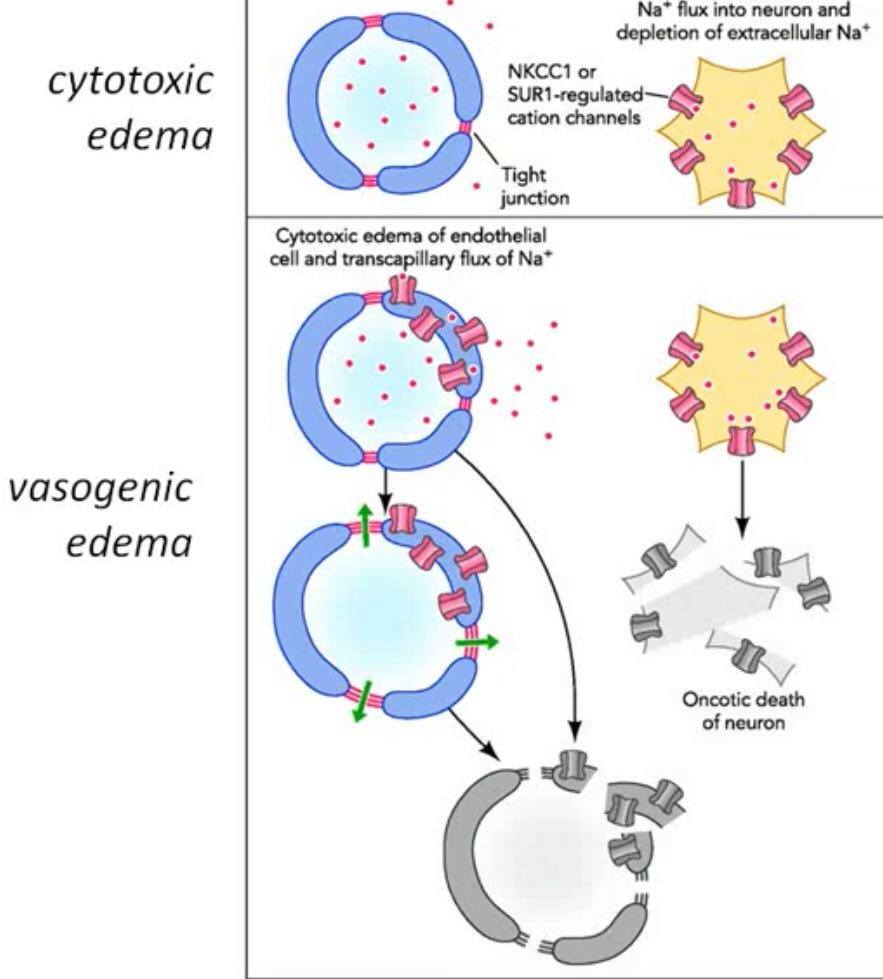 cytotoxic
edema
Na⁺ flux into neuron and
depletion of extracellular Na⁺
NKCC1 or
SUR1-regulated
cation channels
Tight
junction
vasogenic
edema
Cytotoxic edema of endothelial
cell and transcapillary flux of Na⁺
Oncotic death
of neuron